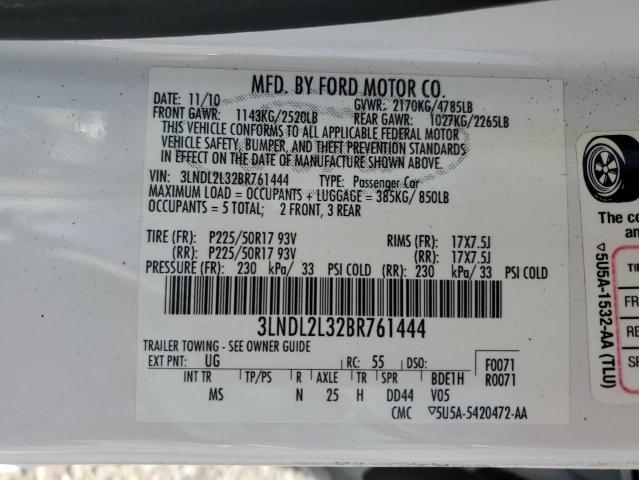 MFD. BY FORD MOTOR CO.
DATE: 11/10 GVWR: 2170KG/4785LB
FRONT GAWR: 1143KG/2520LB REAR GAWR: 1027KG/2265LB
THIS VEHICLE CONFORMS TO ALL APPLICABLE FEDERAL MOTOR
VEHICLE SAFETY, BUMPER, AND THEFT PREVENTION STANDARDS
IN EFFECT ON THE DATE OF MANUFACTURE SHOWN ABOVE.
VIN: 3LNDL2L32BR761444 TYPE: Passenger Car
MAXIMUM LOAD = OCCUPANTS + LUGGAGE = 385KG/ 850LB
OCCUPANTS = 5 TOTAL; 2 FRONT, 3 REAR
TIRE (FR): P225/50R17 93V RIMS (FR): 17X7.5J
(RR): P225/50R17 93V (RR): 17X7.5J
PRESSURE (FR): 230 kPa/ 33 PSI COLD (RR): 230 kPa/ 33 PSI COLD
3LNDL2L32BR761444
TRAILER TOWING - SEE OWNER GUIDE
EXT PNT: UG RC: 55 DSO: F0071
INT TR TP/PS R AXLE TR SPR BDE1H R0071
MS N 25 H DD44 V05
CMC ▽5U5A-5420472-AA
The co
an
TI
FR
RE
SP
▽5U5A-1532-AA (TLU)